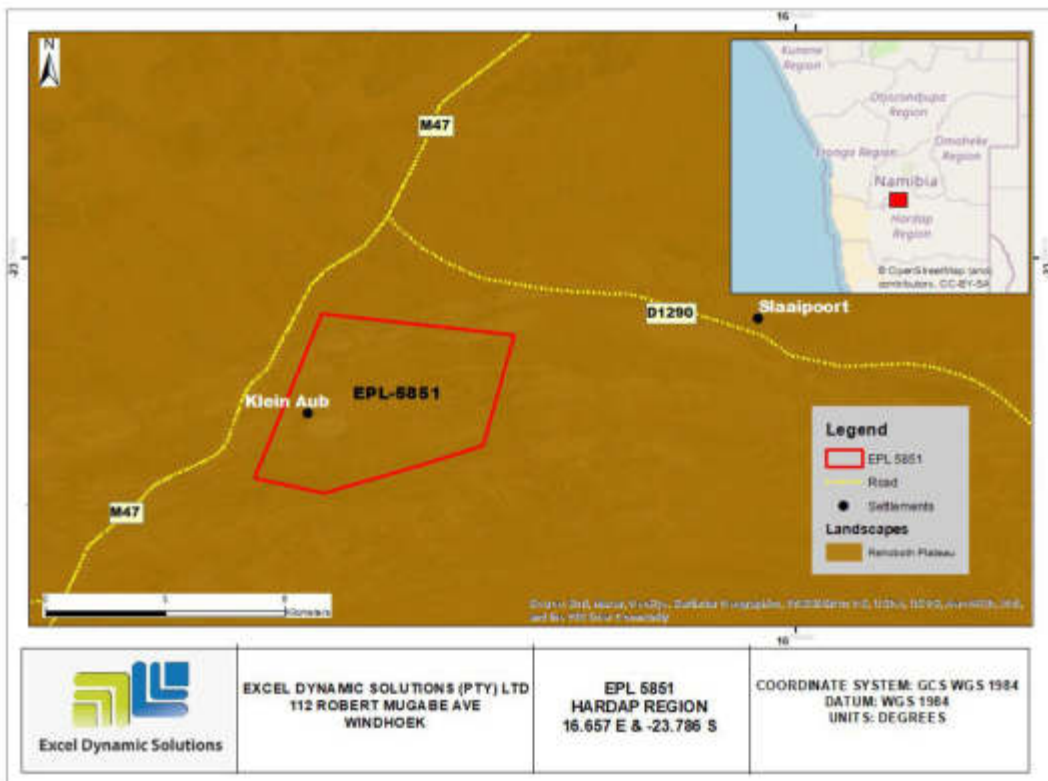 16
N
M47
Kunene
Region
Otjozondjupa
Region
Omaheke
Region
Erongo Region
Namibia
Hardap
Region
© OpenStreetMap (and)
contributors, CC-BY-SA
Slaaipoort
D1290
EPL-5851
Klein Aub
M47
Legend
EPL 5851
Road
Settlements
Landscapes
Rehoboth Plateau
Kilometers
16
Excel Dynamic Solutions
EXCEL DYNAMIC SOLUTIONS (PTY) LTD
112 ROBERT MUGABE AVE
WINDHOEK
EPL 5851
HARDAP REGION
16.657 E & -23.786 S
COORDINATE SYSTEM: GCS WGS 1984
DATUM: WGS 1984
UNITS: DEGREES